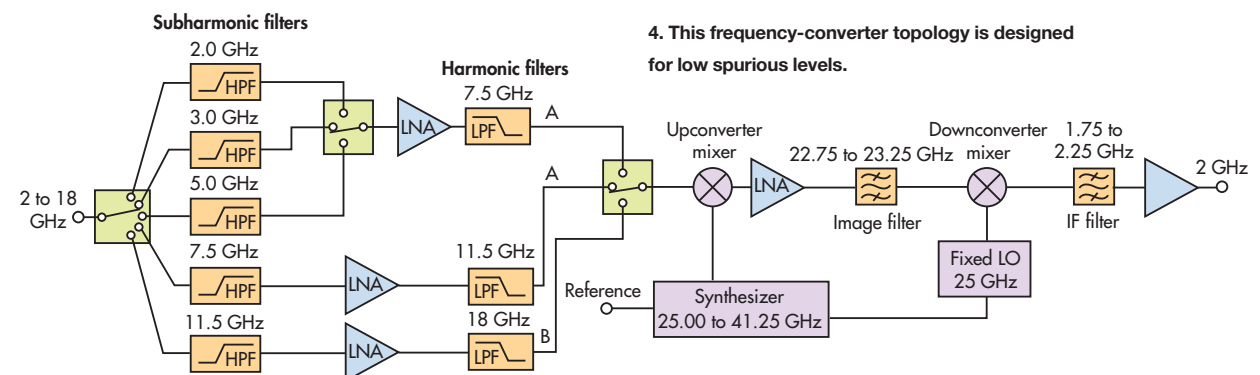 Subharmonic filters
4. This frequency-converter topology is designed
for low spurious levels.
2.0 GHz
HPF
Harmonic filters
7.5 GHz
3.0 GHz
HPF
LNA
LPF
A
Upconverter
mixer
Downconverter
mixer
1.75 to
2.25 GHz
22.75 to 23.25 GHz
2 GHz
5.0 GHz
HPF
A
LNA
Image filter
IF filter
2 to 18
GHz
7.5 GHz
HPF
LNA
11.5 GHz
LPF
Fixed LO
25 GHz
Reference
Synthesizer
25.00 to 41.25 GHz
11.5 GHz
HPF
LNA
18 GHz
LPF
B